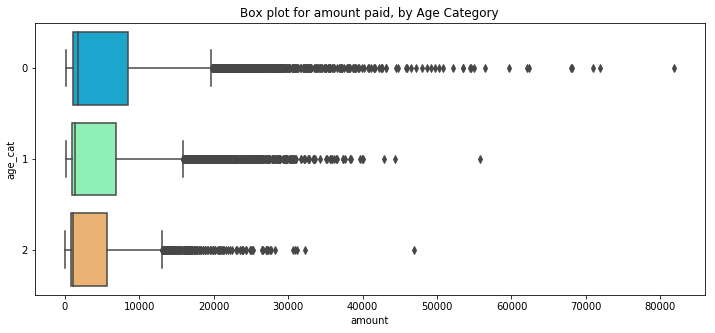 Box plot for amount paid, by Age Category
age_cat
0
1
2
0 10000 20000 30000 40000 50000 60000 70000 80000
amount